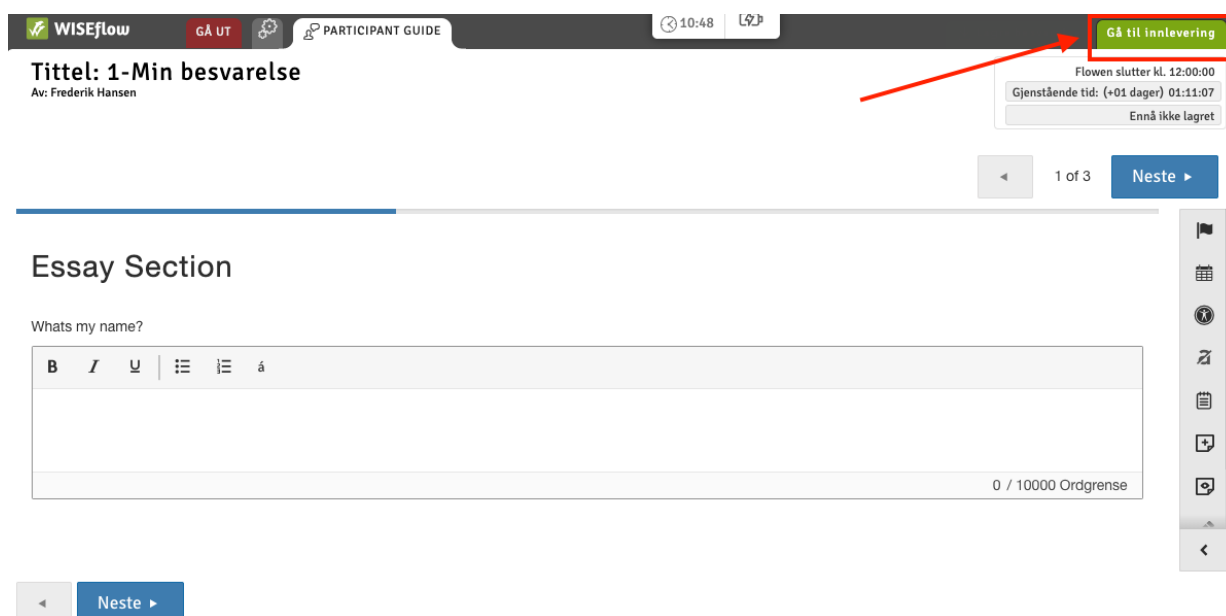 WISEflow GÅ UT PARTICIPANT GUIDE 10:48 Gå til innlevering
Tittel: 1-Min besvarelse
Av: Frederik Hansen
Flowen slutter kl. 12:00:00
Gjenstående tid: (+01 dager) 01:11:07
Ennå ikke lagret
1 of 3 Neste
Essay Section
Whats my name?
B I U á
0 / 10000 Ordgrense
Neste